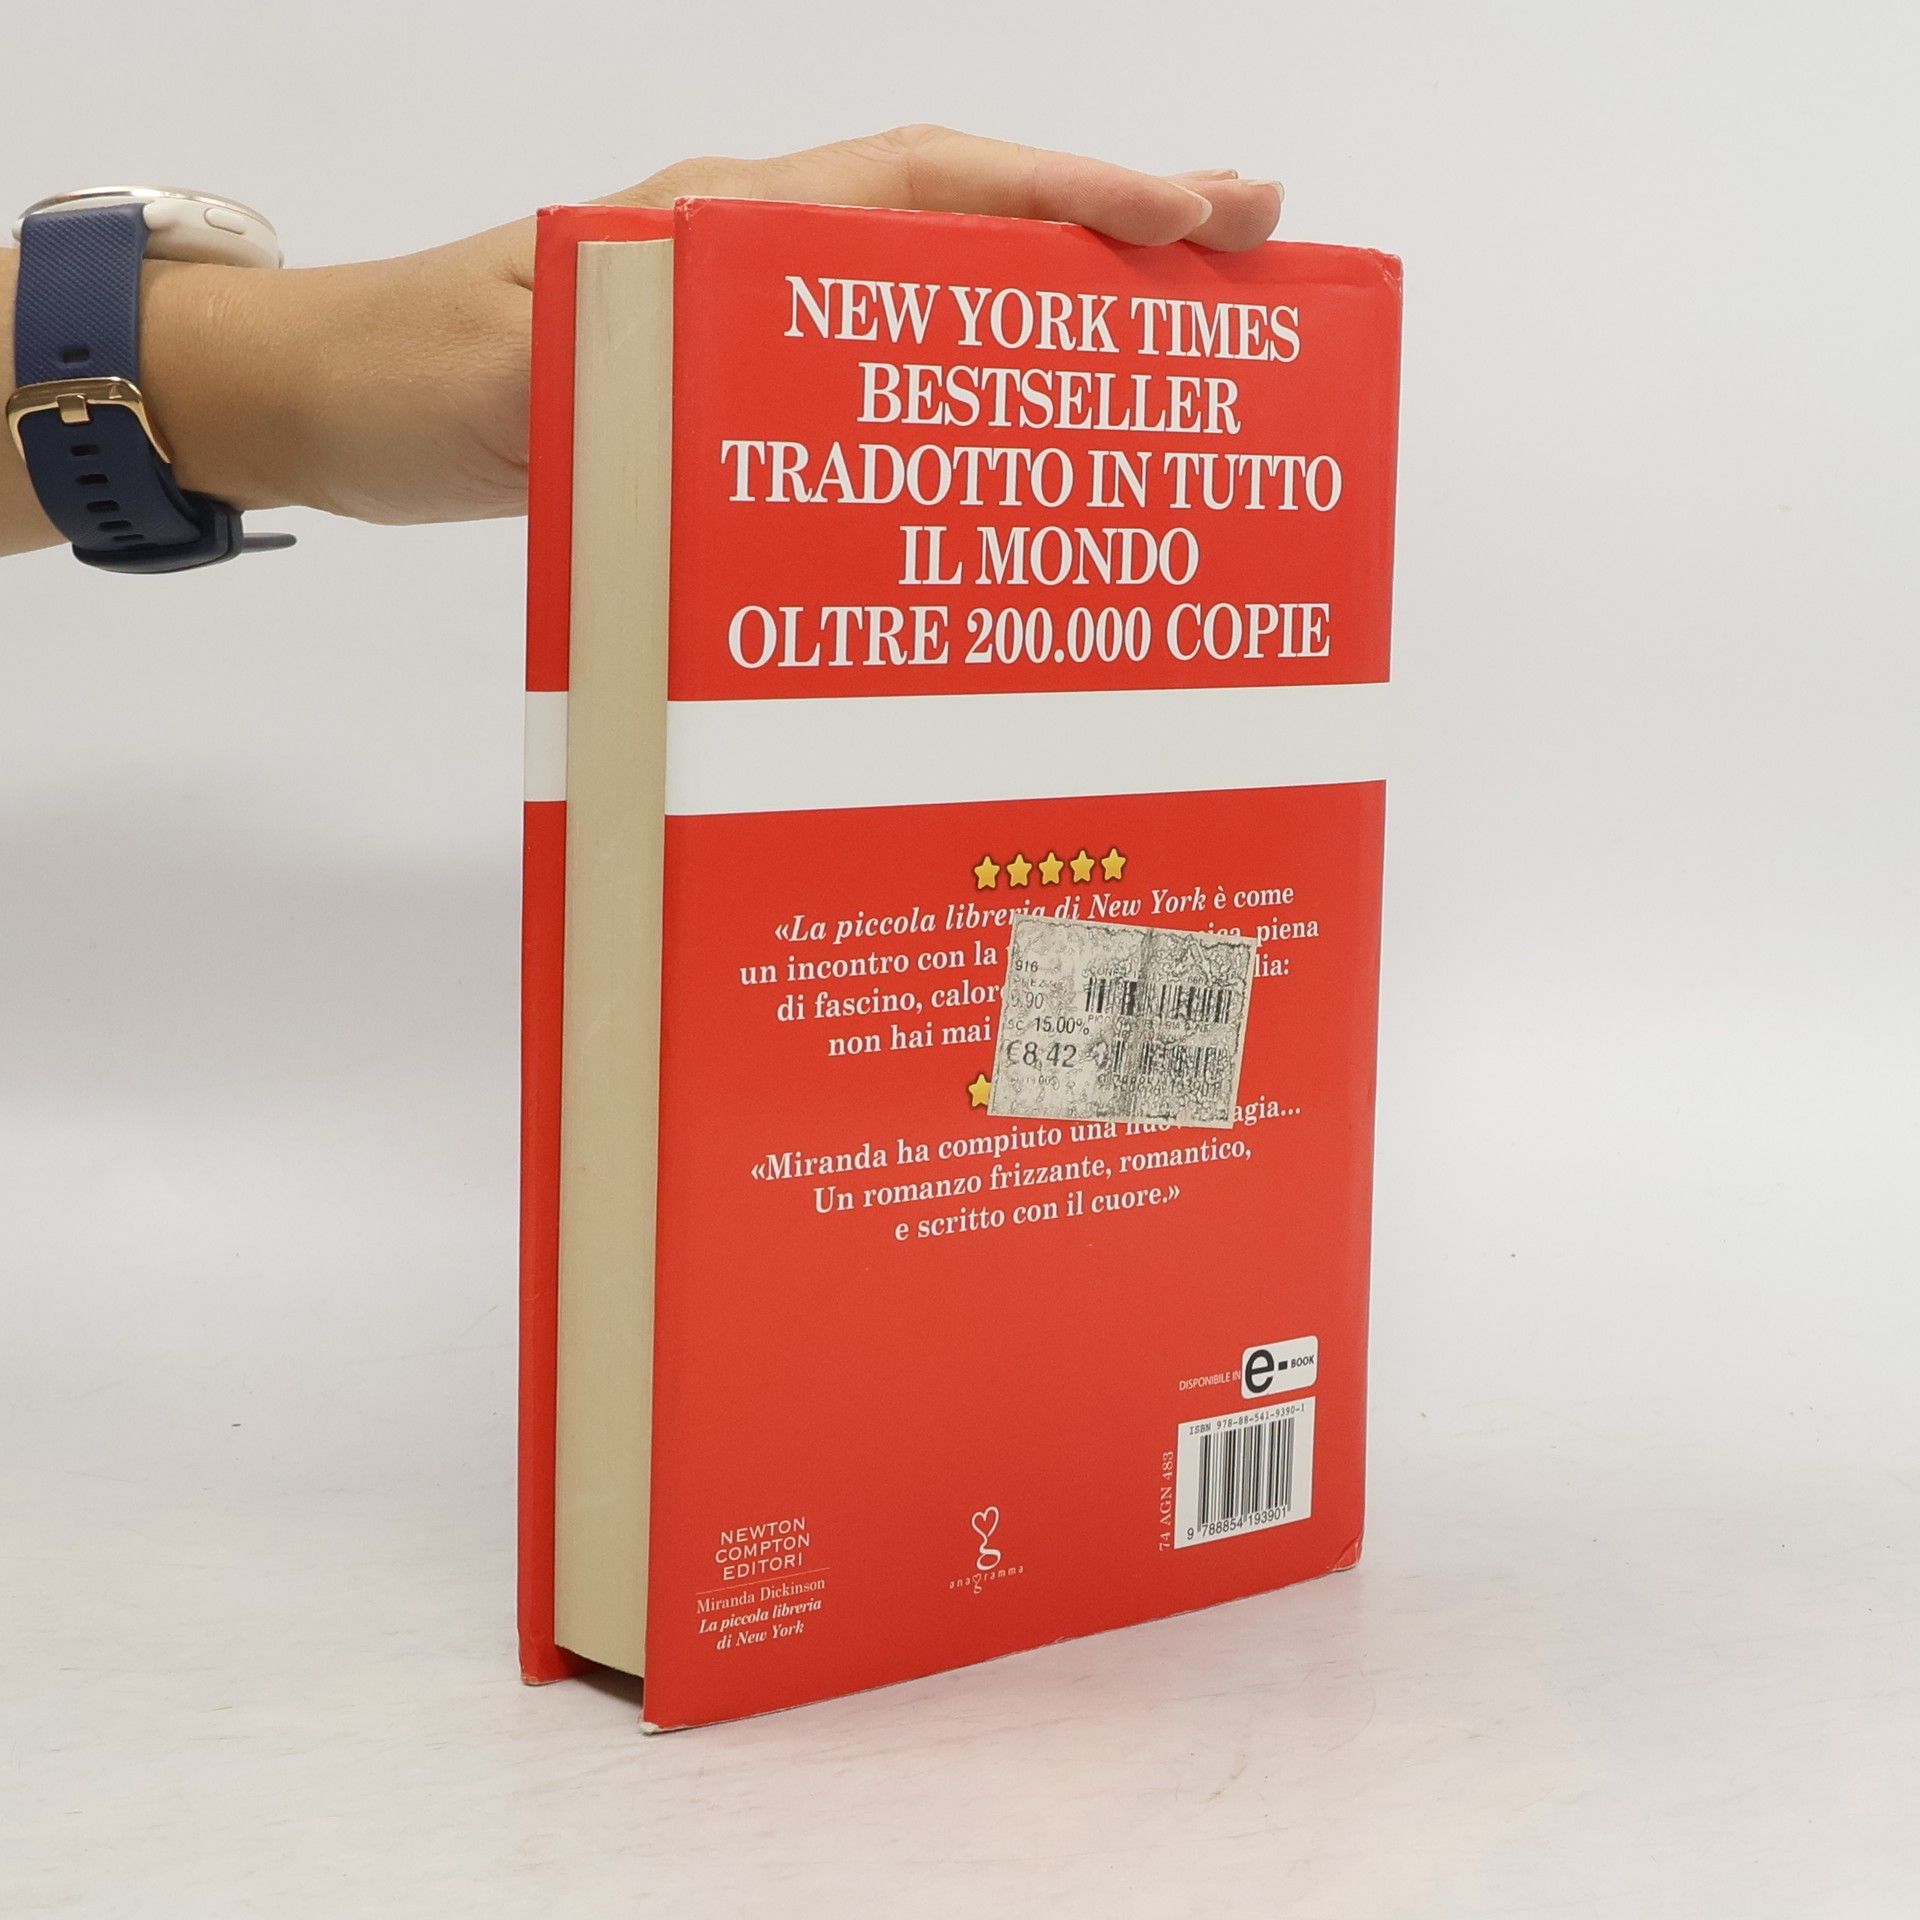 NEW YORK TIMES
BESTSELLER
TRADOTTO IN TUTTO
IL MONDO
OLTRE 200.000 COPIE
«La piccola libreria di New York è come
un incontro con la piena
di fascino,
non hai mai
916
15.00%
€8,42
«Miranda ha compiuto una
Un romanzo frizzante, romantico,
e scritto con il cuore.»
DISPONIBILE IN e-BOOK
ISBN 978-88-541-9390-1
9 788854 193901
74 AGN 483
NEWTON
COMPTON
EDITORI
Miranda Dickinson
La piccola libreria
di New York
anagramma